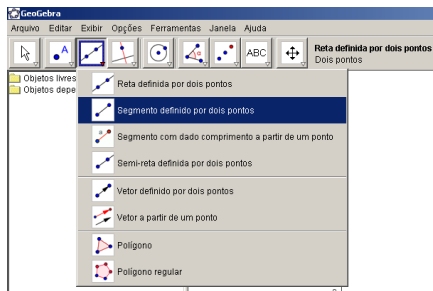 GeoGebra
Arquivo Editar Exibir Opções Ferramentas Janela Ajuda
A ABC Reta definida por dois pontos
Dois pontos
Objetos livres
Objetos depe
Reta definida por dois pontos
Segmento definido por dois pontos
Segmento com dado comprimento a partir de um ponto
Semi-reta definida por dois pontos
Vetor definido por dois pontos
Vetor a partir de um ponto
Polígono
Polígono regular